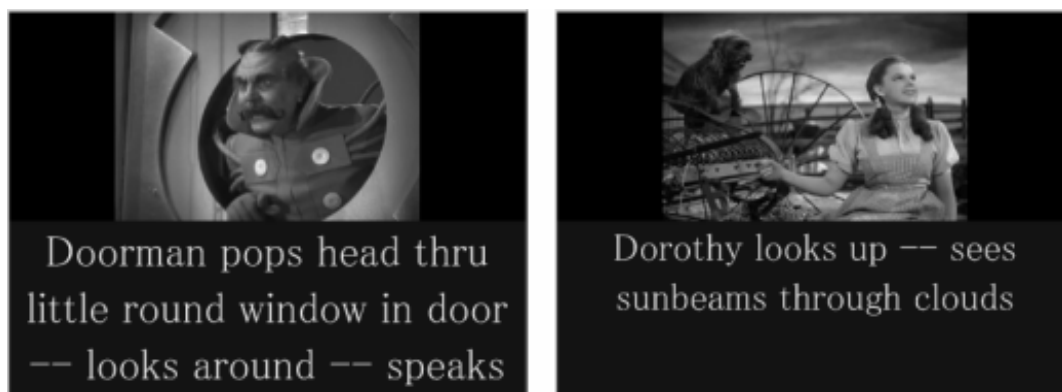 Doorman pops head thru
little round window in door
-- looks around -- speaks
Dorothy looks up -- sees
sunbeams through clouds